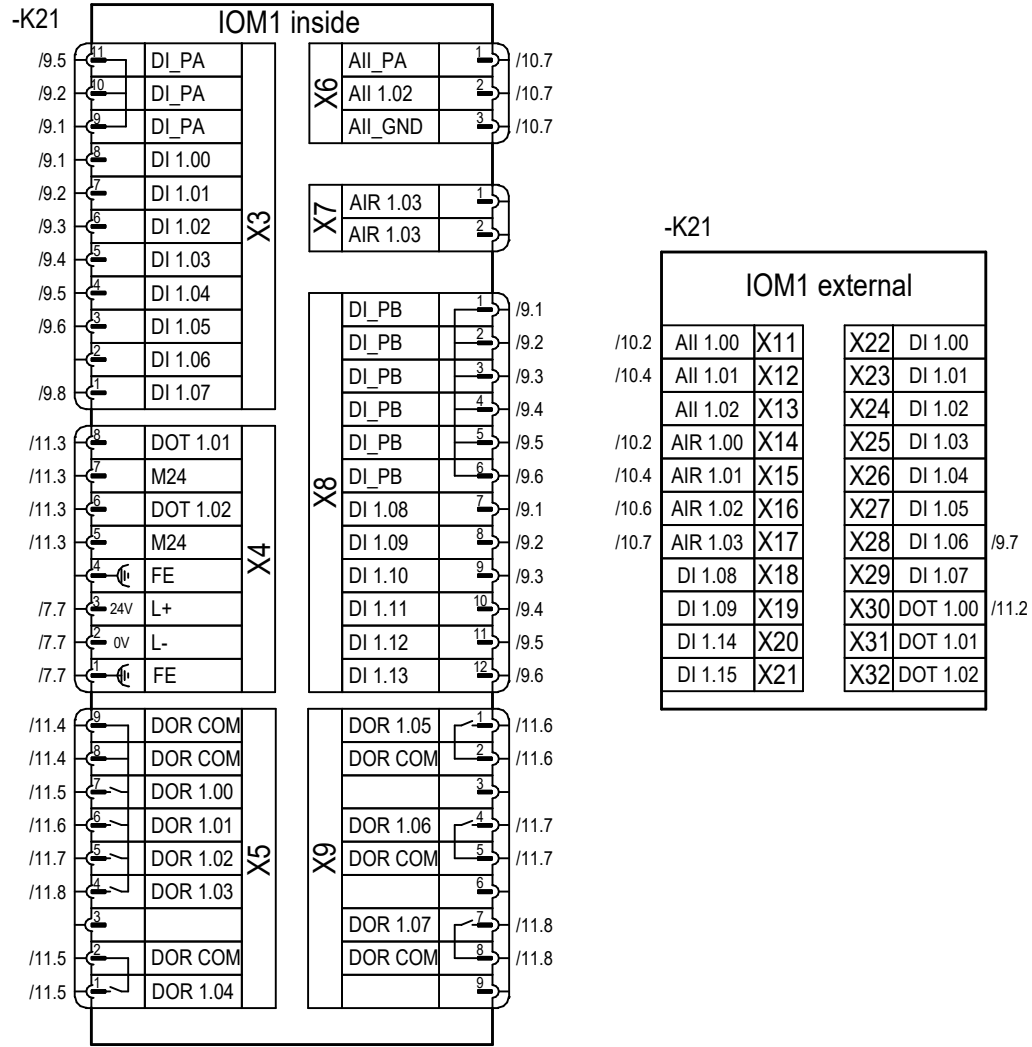 -K21
IOM1 inside
/9.5 11 DI_PA
/9.2 10 DI_PA
/9.1 9 DI_PA
/9.1 8 DI 1.00
/9.2 7 DI 1.01
/9.3 6 DI 1.02
/9.4 5 DI 1.03
/9.5 4 DI 1.04
/9.6 3 DI 1.05
2 DI 1.06
/9.8 1 DI 1.07
X3
/11.3 8 DOT 1.01
/11.3 7 M24
/11.3 6 DOT 1.02
/11.3 5 M24
4 FE
/7.7 3 24V L+
/7.7 2 0V L-
/7.7 1 FE
X4
/11.4 9 DOR COM
/11.4 8 DOR COM
/11.5 7 DOR 1.00
/11.6 6 DOR 1.01
/11.7 5 DOR 1.02
/11.8 4 DOR 1.03
3
/11.5 2 DOR COM
/11.5 1 DOR 1.04
X5
X6
AII_PA 1 /10.7
AII 1.02 2 /10.7
AII_GND 3 /10.7
X7
AIR 1.03 1
AIR 1.03 2
X8
DI_PB 1 /9.1
DI_PB 2 /9.2
DI_PB 3 /9.3
DI_PB 4 /9.4
DI_PB 5 /9.5
DI_PB 6 /9.6
DI 1.08 7 /9.1
DI 1.09 8 /9.2
DI 1.10 9 /9.3
DI 1.11 10 /9.4
DI 1.12 11 /9.5
DI 1.13 12 /9.6
X9
DOR 1.05 1 /11.6
DOR COM 2 /11.6
3
DOR 1.06 4 /11.7
DOR COM 5 /11.7
6
DOR 1.07 7 /11.8
DOR COM 8 /11.8
9
-K21
IOM1 external
/10.2 AII 1.00 X11 X22 DI 1.00
/10.4 AII 1.01 X12 X23 DI 1.01
AII 1.02 X13 X24 DI 1.02
/10.2 AIR 1.00 X14 X25 DI 1.03
/10.4 AIR 1.01 X15 X26 DI 1.04
/10.6 AIR 1.02 X16 X27 DI 1.05
/10.7 AIR 1.03 X17 X28 DI 1.06 /9.7
DI 1.08 X18 X29 DI 1.07
DI 1.09 X19 X30 DOT 1.00 /11.2
DI 1.14 X20 X31 DOT 1.01
DI 1.15 X21 X32 DOT 1.02